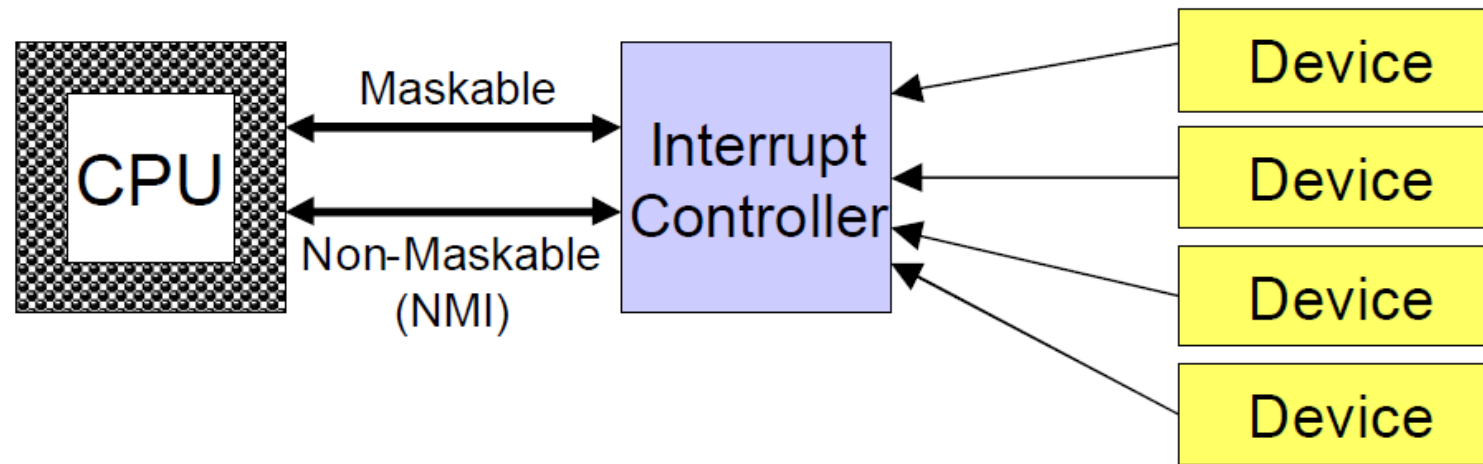 CPU
Maskable
Non-Maskable
(NMI)
Interrupt
Controller
Device
Device
Device
Device